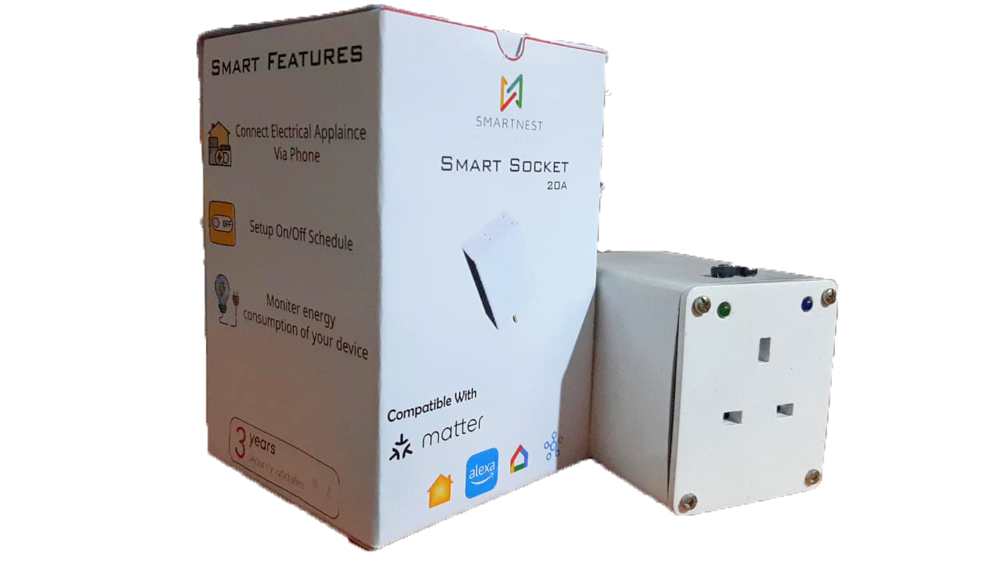 SMART FEATURES
Connect Electrical Applaince
Via Phone
OFF
Setup On/Off Schedule
Moniter energy
consumption of your device
3 years
security updates
SMARTNEST
SMART SOCKET
20A
Compatible With
matter
alexa